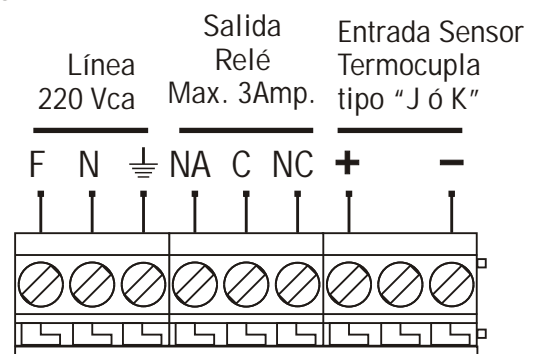 Línea
220 Vca
Salida
Relé
Max. 3Amp.
Entrada Sensor
Termocupla
tipo “J ó K”
F N NA C NC + -